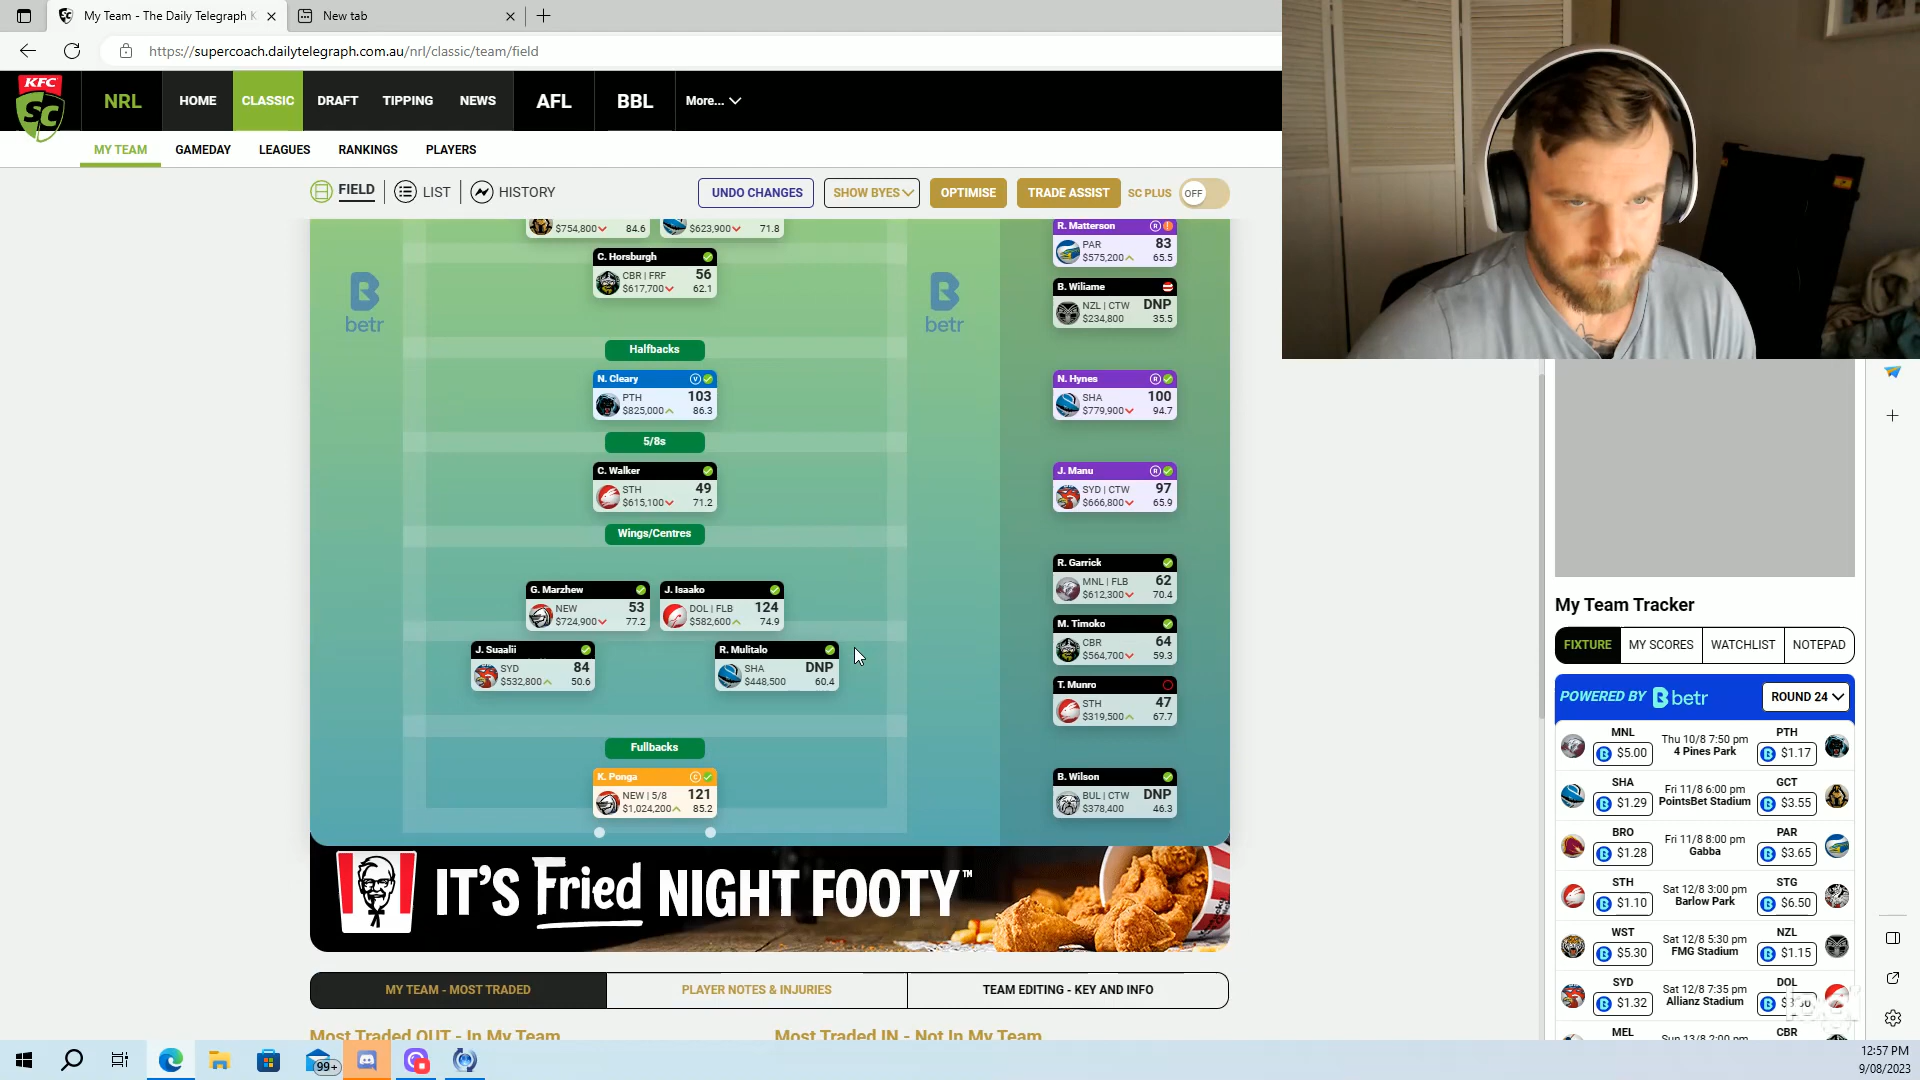 My Team - The Daily Telegraph K
New tab
https://supercoach.dailytelegraph.com.au/nrl/classic/team/field
KFC
SC
NRL
HOME
CLASSIC
DRAFT
TIPPING
NEWS
AFL
BBL
More...
MY TEAM
GAMEDAY
LEAGUES
RANKINGS
PLAYERS
FIELD
LIST
HISTORY
UNDO CHANGES
SHOW BYES
OPTIMISE
TRADE ASSIST
SC PLUS
OFF
$754,800 84.6
$623,900 71.8
R. Matterson R
PAR 83
$575,200 65.5
C. Horsburgh
CBR | FRF 56
$617,700 62.1
B. Wiliame
NZL | CTW DNP
$234,800 35.5
B
betr
B
betr
Halfbacks
N. Cleary V
PTH 103
$825,000 86.3
N. Hynes R
SHA 100
$779,900 94.7
5/8s
C. Walker
STH 49
$615,100 71.2
J. Manu R
SYD | CTW 97
$666,800 65.9
Wings/Centres
G. Marzhew
NEW 53
$724,900 77.2
J. Isaako
DOL | FLB 124
$582,600 74.9
R. Garrick
MNL | FLB 62
$612,300 70.4
J. Suaalii
SYD 84
$532,800 50.6
R. Mulitalo
SHA DNP
$448,500 60.4
M. Timoko
CBR 64
$564,700 59.3
T. Munro
STH 47
$319,500 67.7
Fullbacks
K. Ponga C
NEW | 5/8 121
$1,024,200 85.2
B. Wilson
BUL | CTW DNP
$378,400 46.3
IT'S Fried NIGHT FOOTY™
MY TEAM - MOST TRADED
PLAYER NOTES & INJURIES
TEAM EDITING - KEY AND INFO
Most Traded OUT - In My Team
Most Traded IN - Not In My Team
My Team Tracker
FIXTURE
MY SCORES
WATCHLIST
NOTEPAD
POWERED BY betr
ROUND 24
MNL Thu 10/8 7:50 pm PTH
$5.00 4 Pines Park $1.17
SHA Fri 11/8 6:00 pm GCT
$1.29 PointsBet Stadium $3.55
BRO Fri 11/8 8:00 pm PAR
$1.28 Gabba $3.65
STH Sat 12/8 3:00 pm STG
$1.10 Barlow Park $6.50
WST Sat 12/8 5:30 pm NZL
$5.30 FMG Stadium $1.15
SYD Sat 12/8 7:35 pm DOL
$1.32 Allianz Stadium
MEL Sun 13/8 2:00 pm CBR
99+
12:57 PM
9/08/2023